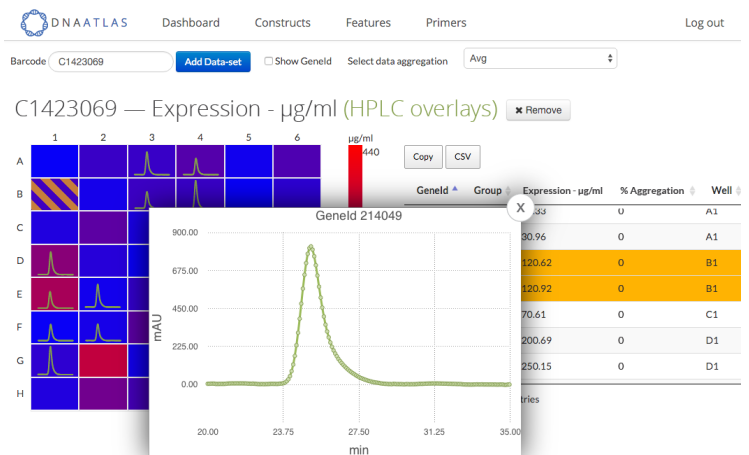 DNAATLAS Dashboard Constructs Features Primers Log out
Barcode C1423069 Add Data-set Show GeneId Select data aggregation Avg
C1423069 — Expression - µg/ml (HPLC overlays) ✖ Remove
1 2 3 4 5 6 µg/ml
440
Copy CSV
GeneId Group Expression - µg/ml % Aggregation Well
A
B
C
D
E
F
G
H
X
GeneId 214049
900.00
675.00
450.00
225.00
0.00
mAU
20.00 23.75 27.50 31.25 35.00
min
0 A1
30.96 0 A1
120.62 0 B1
120.92 0 B1
70.61 0 C1
200.69 0 D1
250.15 0 D1